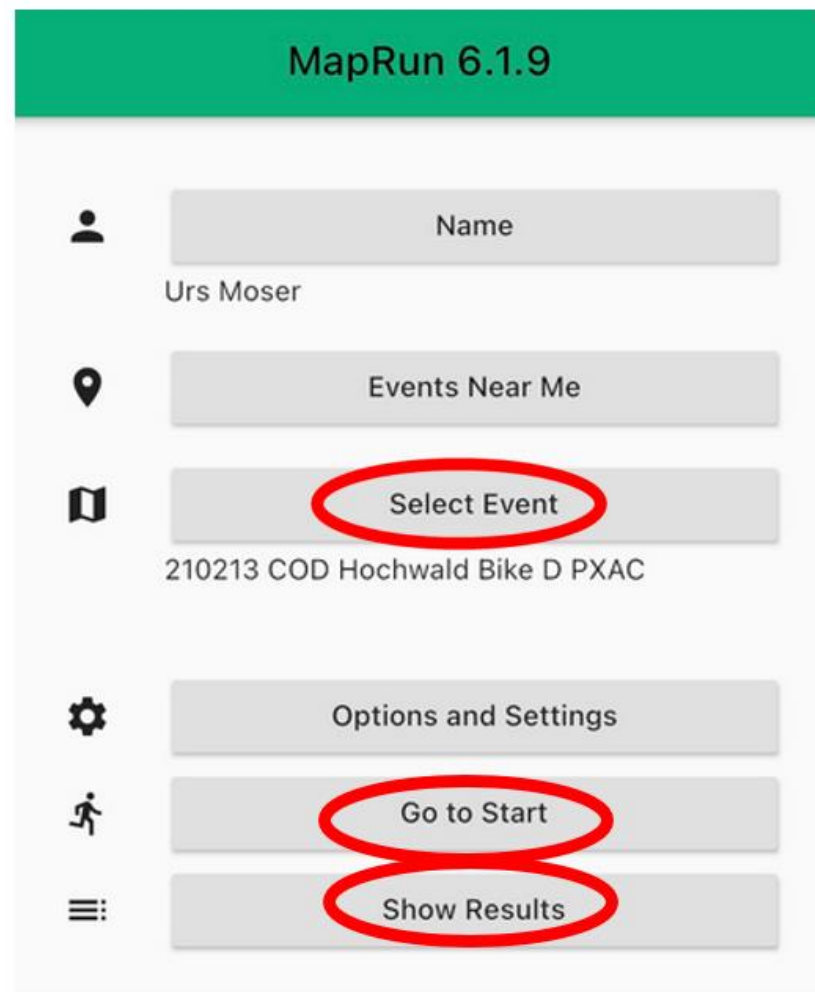 MapRun 6.1.9
Name
Urs Moser
Events Near Me
Select Event
210213 COD Hochwald Bike D PXAC
Options and Settings
Go to Start
Show Results